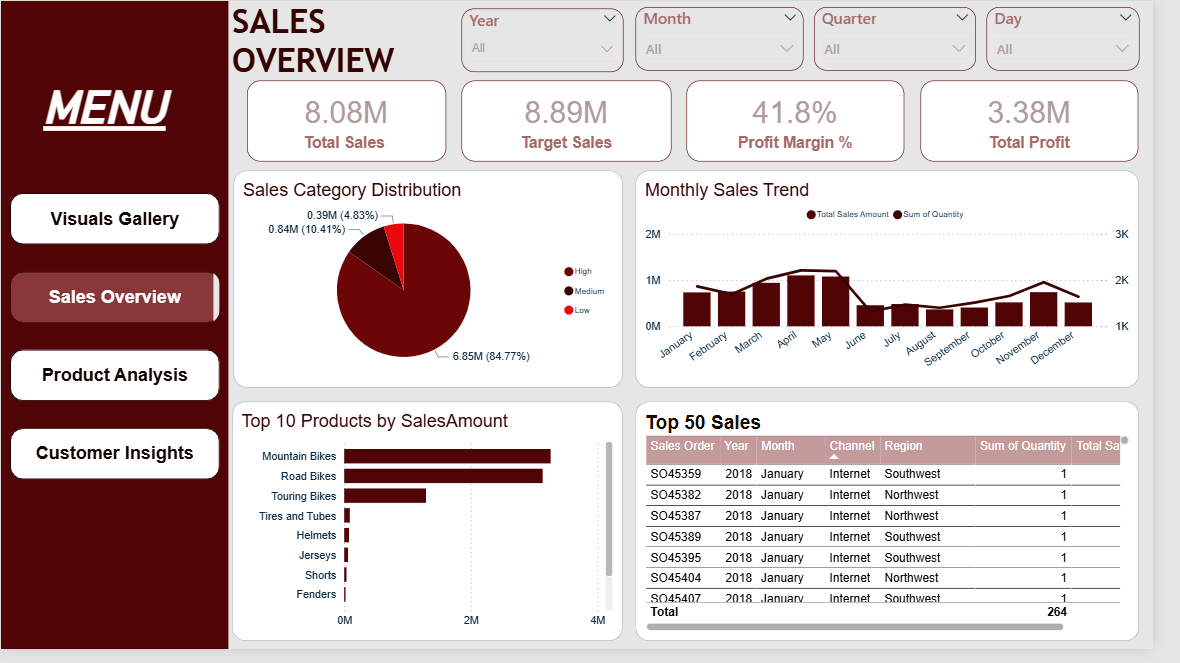 MENU
Visuals Gallery
Sales Overview
Product Analysis
Customer Insights
SALES
OVERVIEW
Year
All
Month
All
Quarter
All
Day
All
8.08M
Total Sales
8.89M
Target Sales
41.8%
Profit Margin %
3.38M
Total Profit
Sales Category Distribution
0.39M (4.83%)
0.84M (10.41%)
6.85M (84.77%)
High
Medium
Low
Monthly Sales Trend
Total Sales Amount Sum of Quantity
2M 3K
1M 2K
0M 1K
January February March April May June July August September October November December
Top 10 Products by SalesAmount
Mountain Bikes
Road Bikes
Touring Bikes
Tires and Tubes
Helmets
Jerseys
Shorts
Fenders
0M 2M 4M
Top 50 Sales
Sales Order Year Month Channel Region Sum of Quantity Total Sa
SO45359 2018 January Internet Southwest 1
SO45382 2018 January Internet Northwest 1
SO45387 2018 January Internet Northwest 1
SO45389 2018 January Internet Southwest 1
SO45395 2018 January Internet Southwest 1
SO45404 2018 January Internet Northwest 1
SO45407 2018 January Internet Southwest 1
Total 264